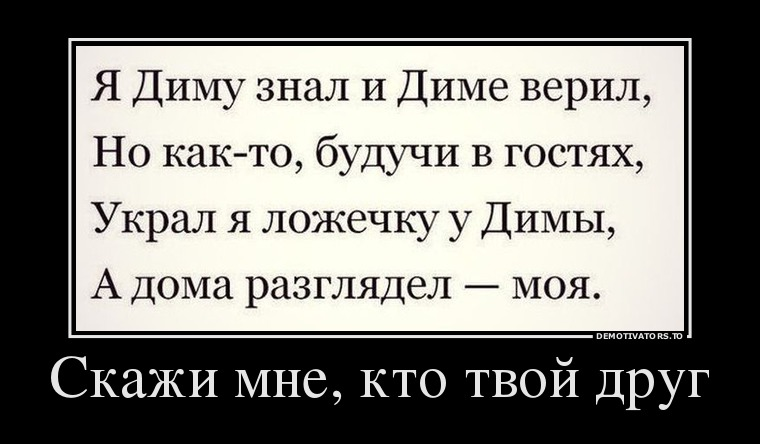 Я Диму знал и Диме верил,
Но как-то, будучи в гостях,
Украл я ложечку у Димы,
А дома разглядел — моя.
DEMOTIVATORS.TO
Скажи мне, кто твой друг